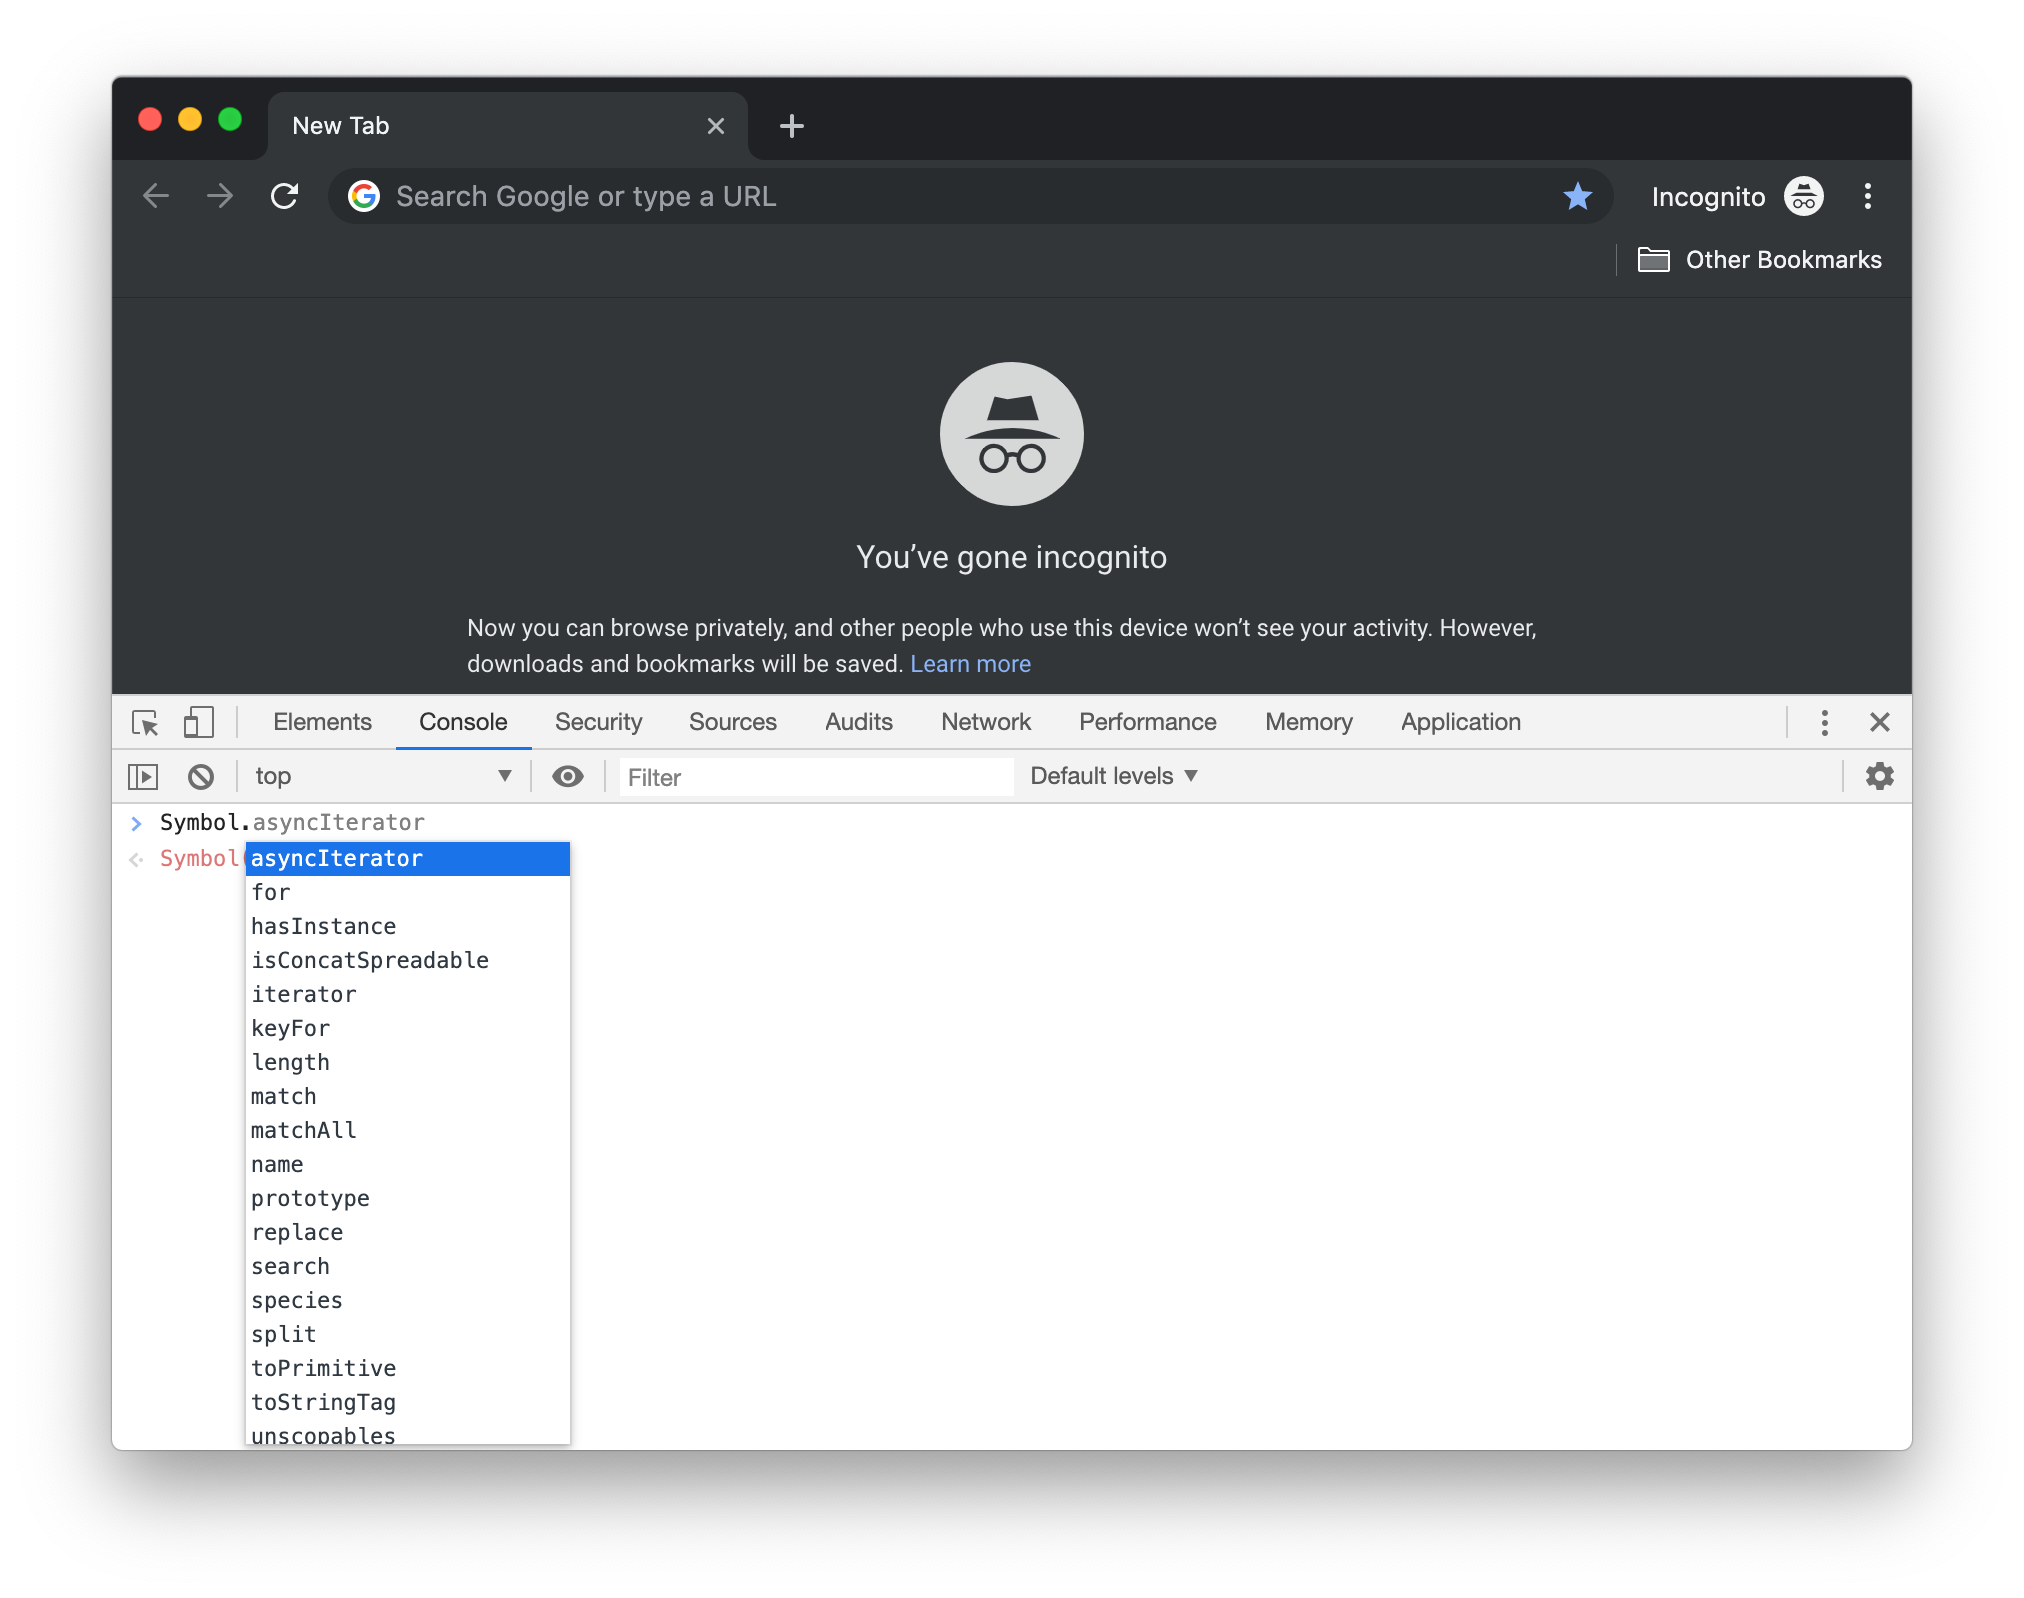 New Tab
Search Google or type a URL
Incognito
Other Bookmarks
You’ve gone incognito
Now you can browse privately, and other people who use this device won’t see your activity. However,
downloads and bookmarks will be saved. Learn more
Elements Console Security Sources Audits Network Performance Memory Application
top Filter Default levels
Symbol.asyncIterator
Symbol(
asyncIterator
for
hasInstance
isConcatSpreadable
iterator
keyFor
length
match
matchAll
name
prototype
replace
search
species
split
toPrimitive
toStringTag
unscopables